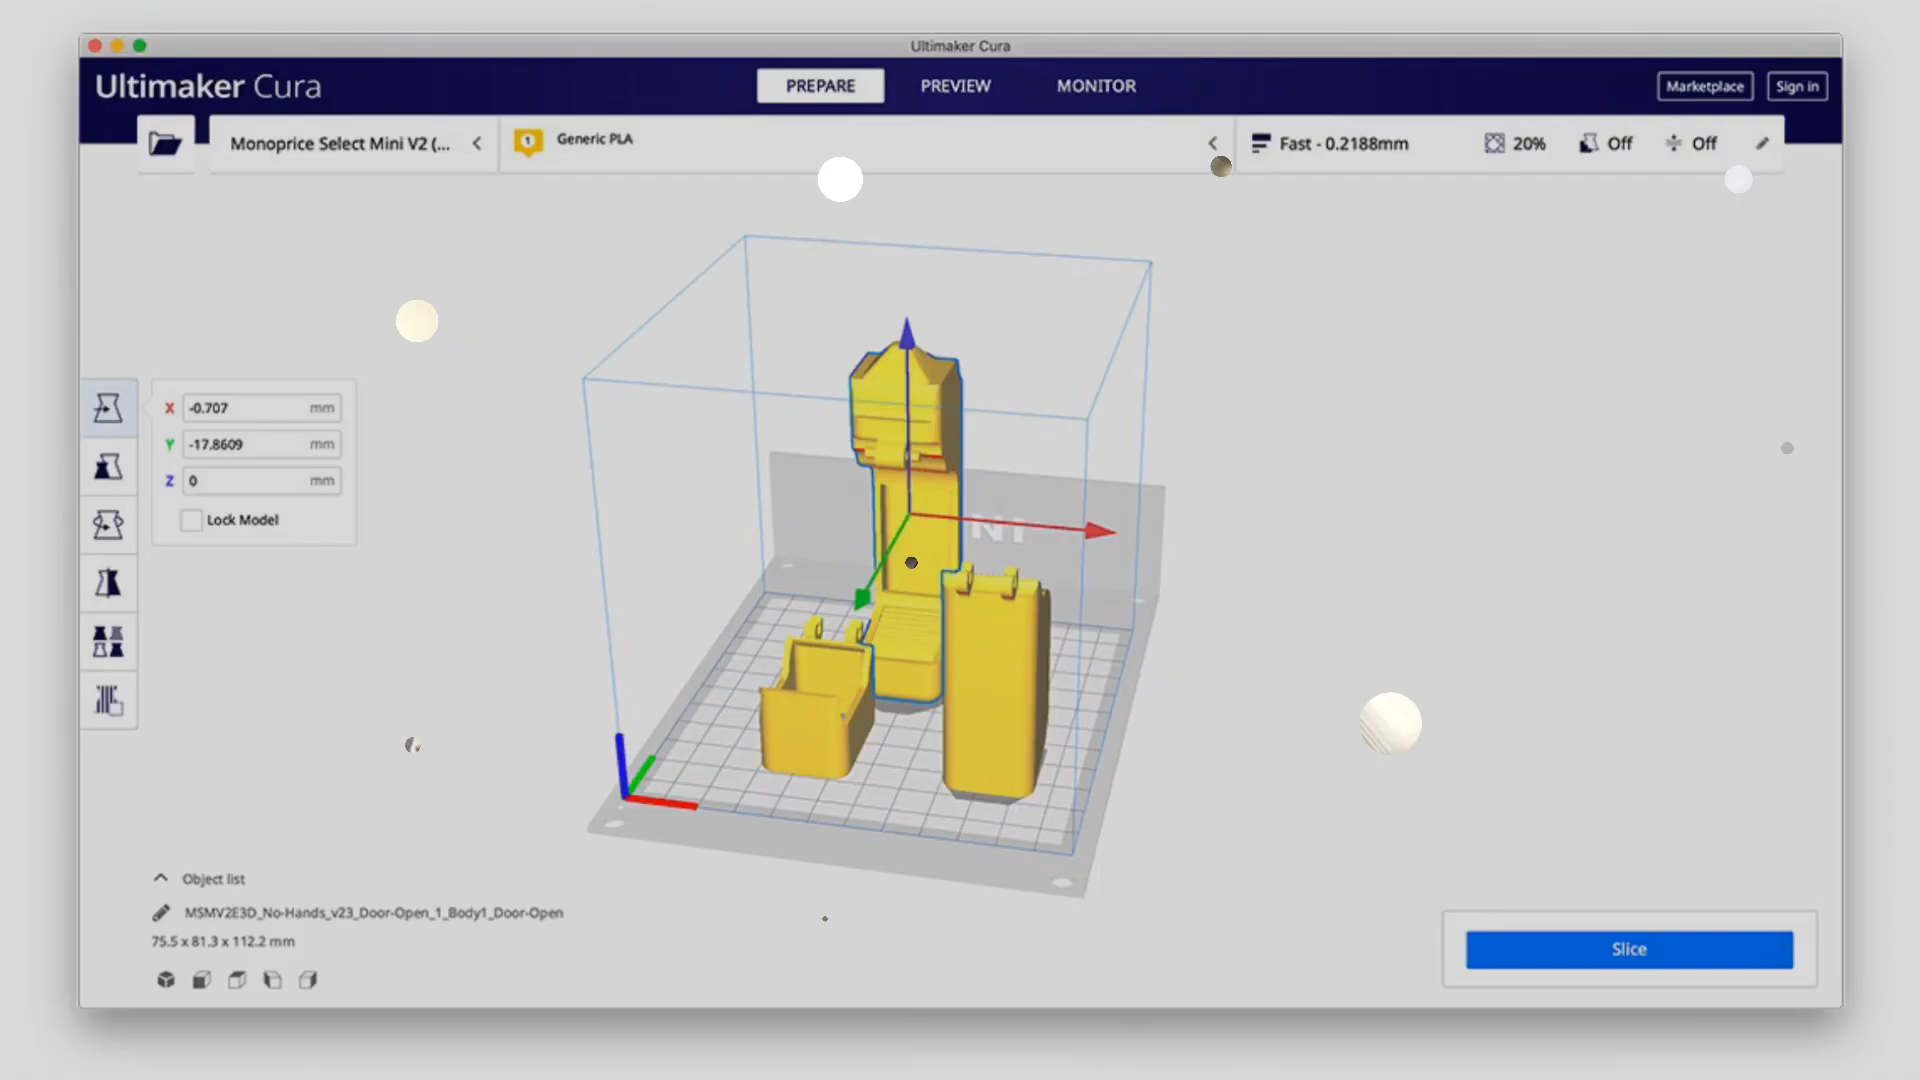 Ultimaker Cura
Ultimaker Cura
PREPARE
PREVIEW
MONITOR
Marketplace
Sign in
Monoprice Select Mini V2 (...
1
Generic PLA
Fast - 0.2188mm
20%
Off
Off
X -0.707 mm
Y -17.8609 mm
Z 0 mm
Lock Model
Object list
MSMV2E3D_No-Hands_v23_Door-Open_1_Body1_Door-Open
75.5 x 81.3 x 112.2 mm
Slice